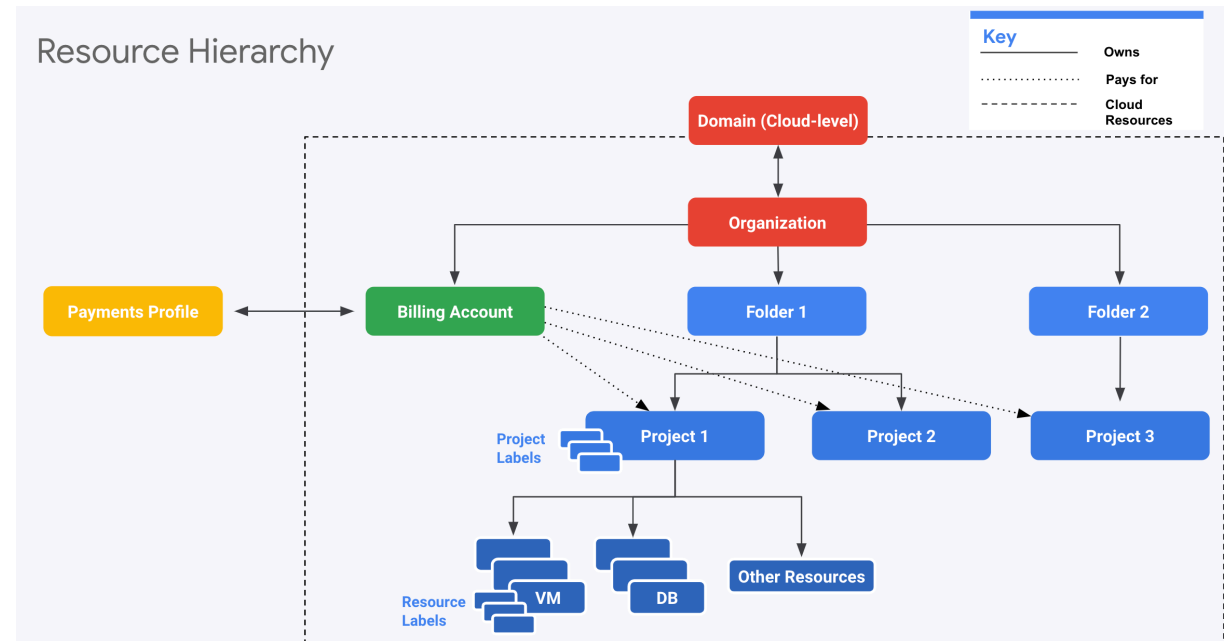 Resource Hierarchy
Key
Owns
Pays for
Cloud
Resources
Domain (Cloud-level)
Organization
Payments Profile
Billing Account
Folder 1
Folder 2
Project
Labels
Project 1
Project 2
Project 3
Resource
Labels
VM
DB
Other Resources